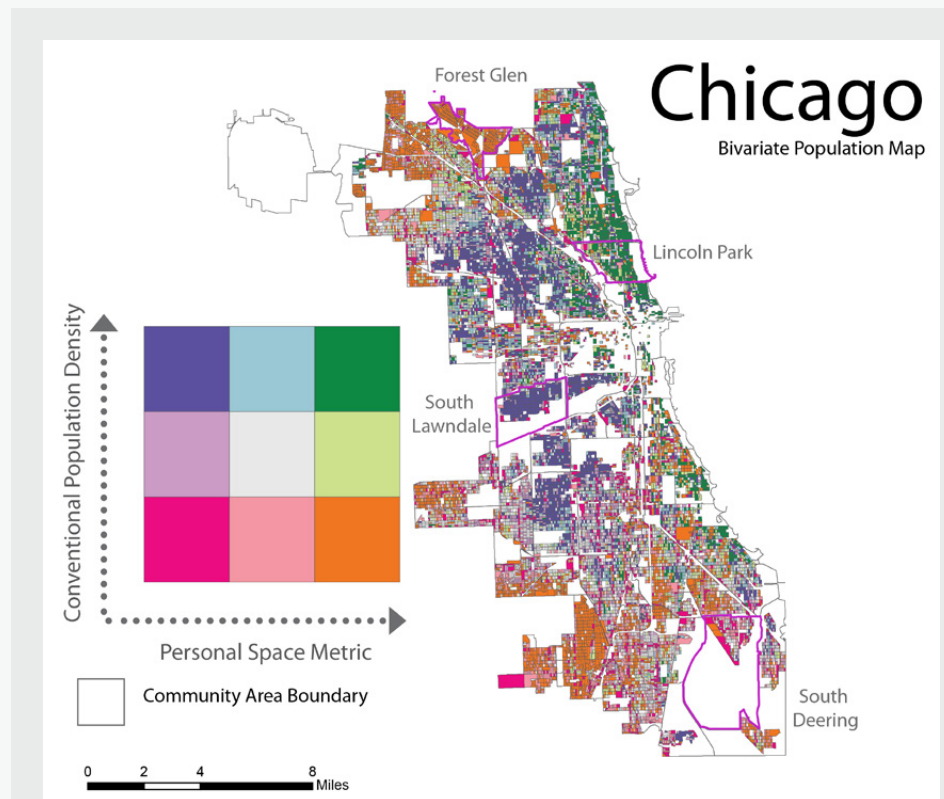 Chicago
Bivariate Population Map
Forest Glen
Lincoln Park
South
Lawndale
South
Deering
Conventional Population Density
Personal Space Metric
Community Area Boundary
0 2 4 8
Miles